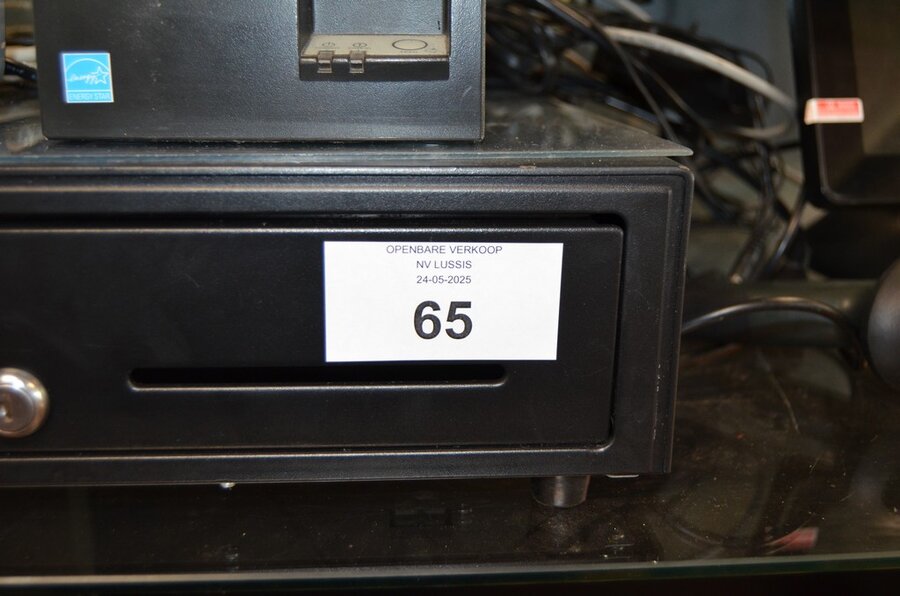 ENERGY STAR
OPENBARE VERKOOP
NV LUSSIS
24-05-2025
65